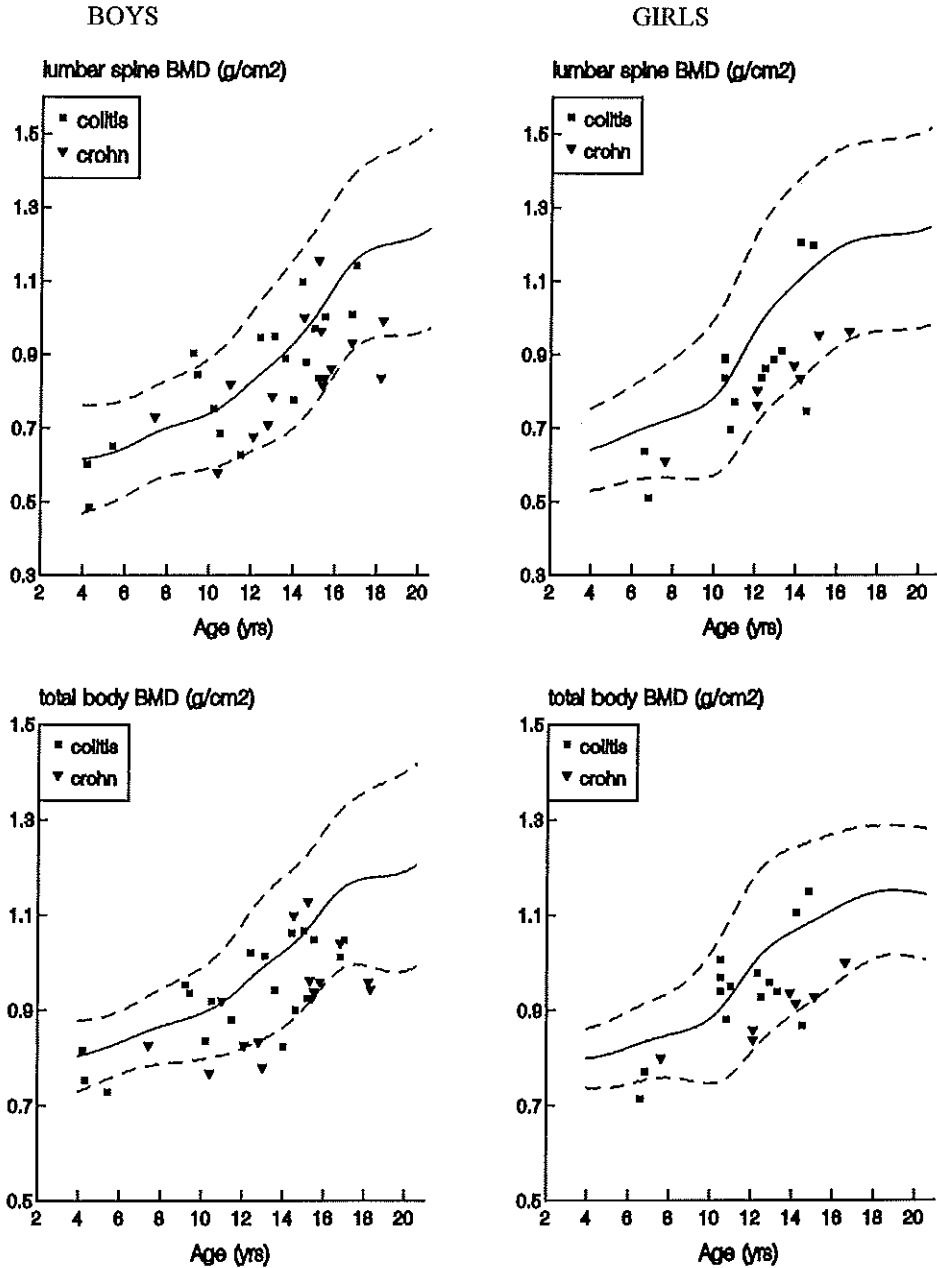 BOYS
GIRLS
lumbar spine BMD (g/cm2)
colitis
crohn
1.5
1.3
1.1
0.9
0.7
0.5
0.3
2 4 6 8 10 12 14 16 18 20
Age (yrs)
lumbar spine BMD (g/cm2)
colitis
crohn
1.5
1.3
1.1
0.9
0.7
0.5
0.3
2 4 6 8 10 12 14 16 18 20
Age (yrs)
total body BMD (g/cm2)
1.5
colitis
crohn
1.3
1.1
0.9
0.7
0.5
2 4 6 8 10 12 14 16 18 20
Age (yrs)
total body BMD (g/cm2)
1.5
colitis
crohn
1.3
1.1
0.9
0.7
0.5
2 4 6 8 10 12 14 16 18 20
Age (yrs)